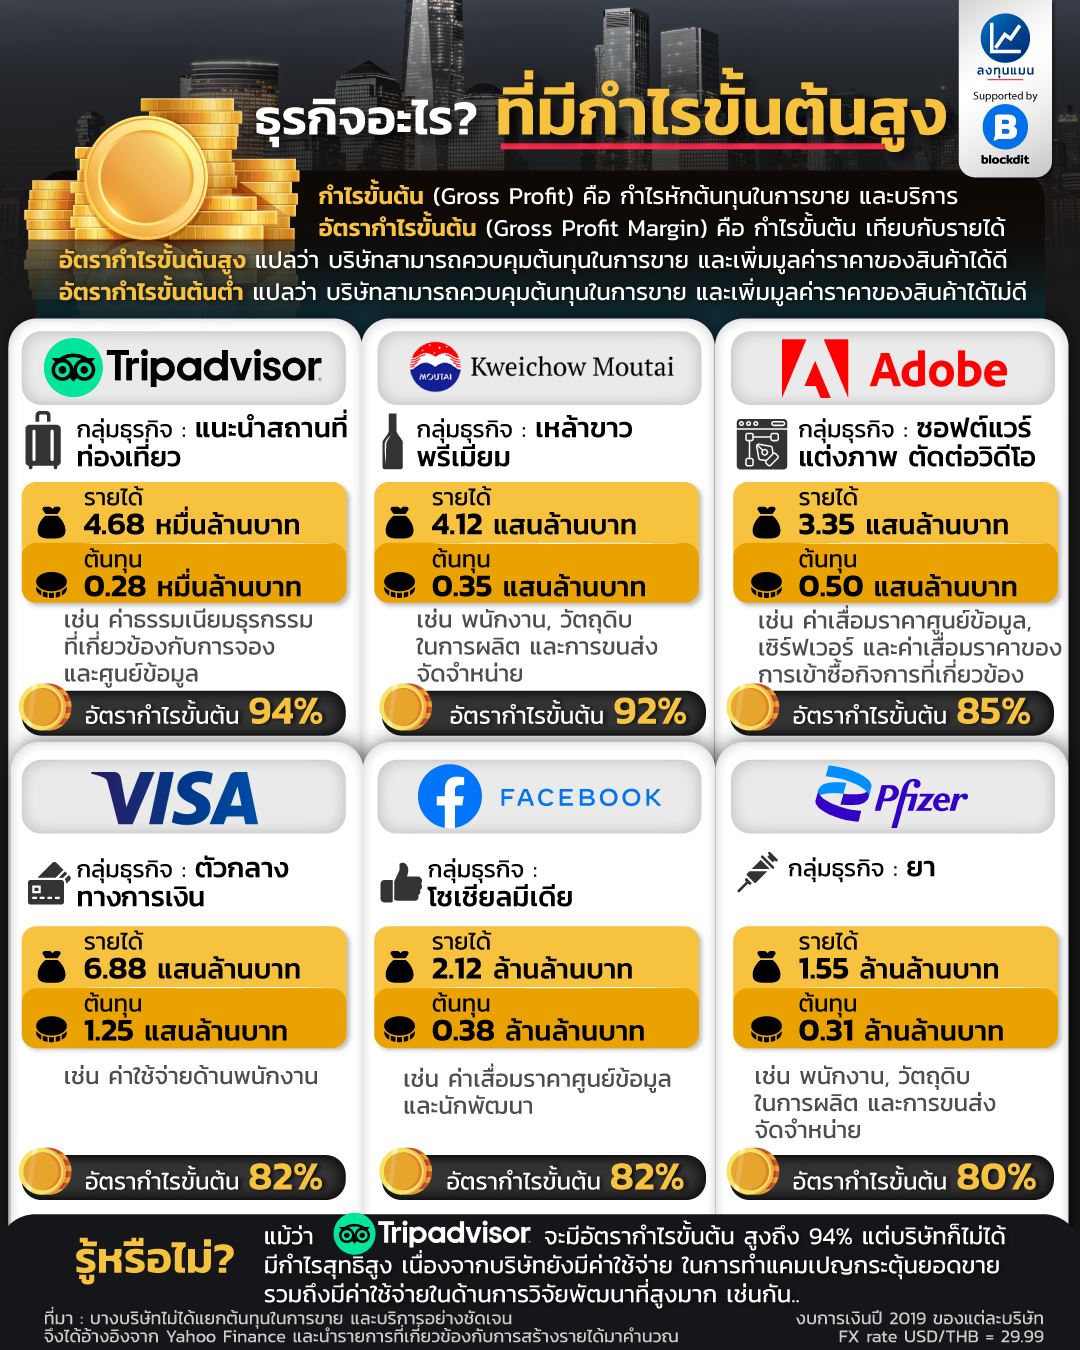 ลงทุนแมน
Supported by
blockdit
ธุรกิจอะไร? ที่มีกำไรขั้นต้นสูง
กำไรขั้นต้น (Gross Profit) คือ กำไรหักต้นทุนในการขาย และบริการ
อัตรากำไรขั้นต้น (Gross Profit Margin) คือ กำไรขั้นต้น เทียบกับรายได้
อัตรากำไรขั้นต้นสูง แปลว่า บริษัทสามารถควบคุมต้นทุนในการขาย และเพิ่มมูลค่าราคาของสินค้าได้ดี
อัตรากำไรขั้นต้นต่ำ แปลว่า บริษัทสามารถควบคุมต้นทุนในการขาย และเพิ่มมูลค่าราคาของสินค้าได้ไม่ดี
Tripadvisor
กลุ่มธุรกิจ : แนะนำสถานที่
ท่องเที่ยว
รายได้
4.68 หมื่นล้านบาท
ต้นทุน
0.28 หมื่นล้านบาท
เช่น ค่าธรรมเนียมธุรกรรม
ที่เกี่ยวข้องกับการจอง
และศูนย์ข้อมูล
อัตรากำไรขั้นต้น 94%
MOUTAI
Kweichow Moutai
กลุ่มธุรกิจ : เหล้าขาว
พรีเมียม
รายได้
4.12 แสนล้านบาท
ต้นทุน
0.35 แสนล้านบาท
เช่น พนักงาน, วัตถุดิบ
ในการผลิต และการขนส่ง
จัดจำหน่าย
อัตรากำไรขั้นต้น 92%
Adobe
กลุ่มธุรกิจ : ซอฟต์แวร์
แต่งภาพ ตัดต่อวิดีโอ
รายได้
3.35 แสนล้านบาท
ต้นทุน
0.50 แสนล้านบาท
เช่น ค่าเสื่อมราคาศูนย์ข้อมูล,
เซิร์ฟเวอร์ และค่าเสื่อมราคาของ
การเข้าซื้อกิจการที่เกี่ยวข้อง
อัตรากำไรขั้นต้น 85%
VISA
กลุ่มธุรกิจ : ตัวกลาง
ทางการเงิน
รายได้
6.88 แสนล้านบาท
ต้นทุน
1.25 แสนล้านบาท
เช่น ค่าใช้จ่ายด้านพนักงาน
อัตรากำไรขั้นต้น 82%
FACEBOOK
กลุ่มธุรกิจ :
โซเชียลมีเดีย
รายได้
2.12 ล้านล้านบาท
ต้นทุน
0.38 ล้านล้านบาท
เช่น ค่าเสื่อมราคาศูนย์ข้อมูล
และนักพัฒนา
อัตรากำไรขั้นต้น 82%
Pfizer
กลุ่มธุรกิจ : ยา
รายได้
1.55 ล้านล้านบาท
ต้นทุน
0.31 ล้านล้านบาท
เช่น พนักงาน, วัตถุดิบ
ในการผลิต และการขนส่ง
จัดจำหน่าย
อัตรากำไรขั้นต้น 80%
รู้หรือไม่?
แม้ว่า Tripadvisor จะมีอัตรากำไรขั้นต้น สูงถึง 94% แต่บริษัทก็ไม่ได้
มีกำไรสุทธิสูง เนื่องจากบริษัทยังมีค่าใช้จ่าย ในการทำแคมเปญกระตุ้นยอดขาย
รวมถึงมีค่าใช้จ่ายในด้านการวิจัยพัฒนาที่สูงมาก เช่นกัน..
ที่มา : บางบริษัทไม่ได้แยกต้นทุนในการขาย และบริการอย่างชัดเจน
จึงได้อ้างอิงจาก Yahoo Finance และนำรายการที่เกี่ยวข้องกับการสร้างรายได้มาคำนวณ
งบการเงินปี 2019 ของแต่ละบริษัท
FX rate USD/THB = 29.99